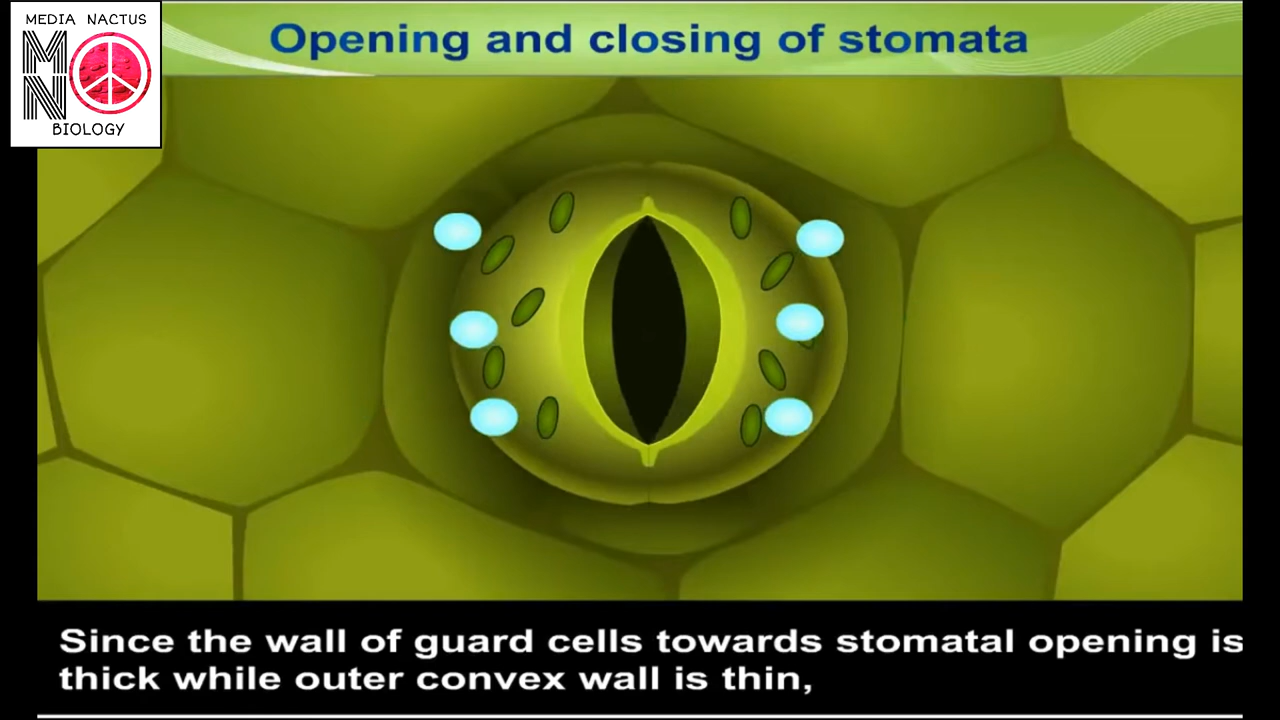 MEDIA NACTUS
MN
BIOLOGY
Opening and closing of stomata
Since the wall of guard cells towards stomatal opening is
thick while outer convex wall is thin,